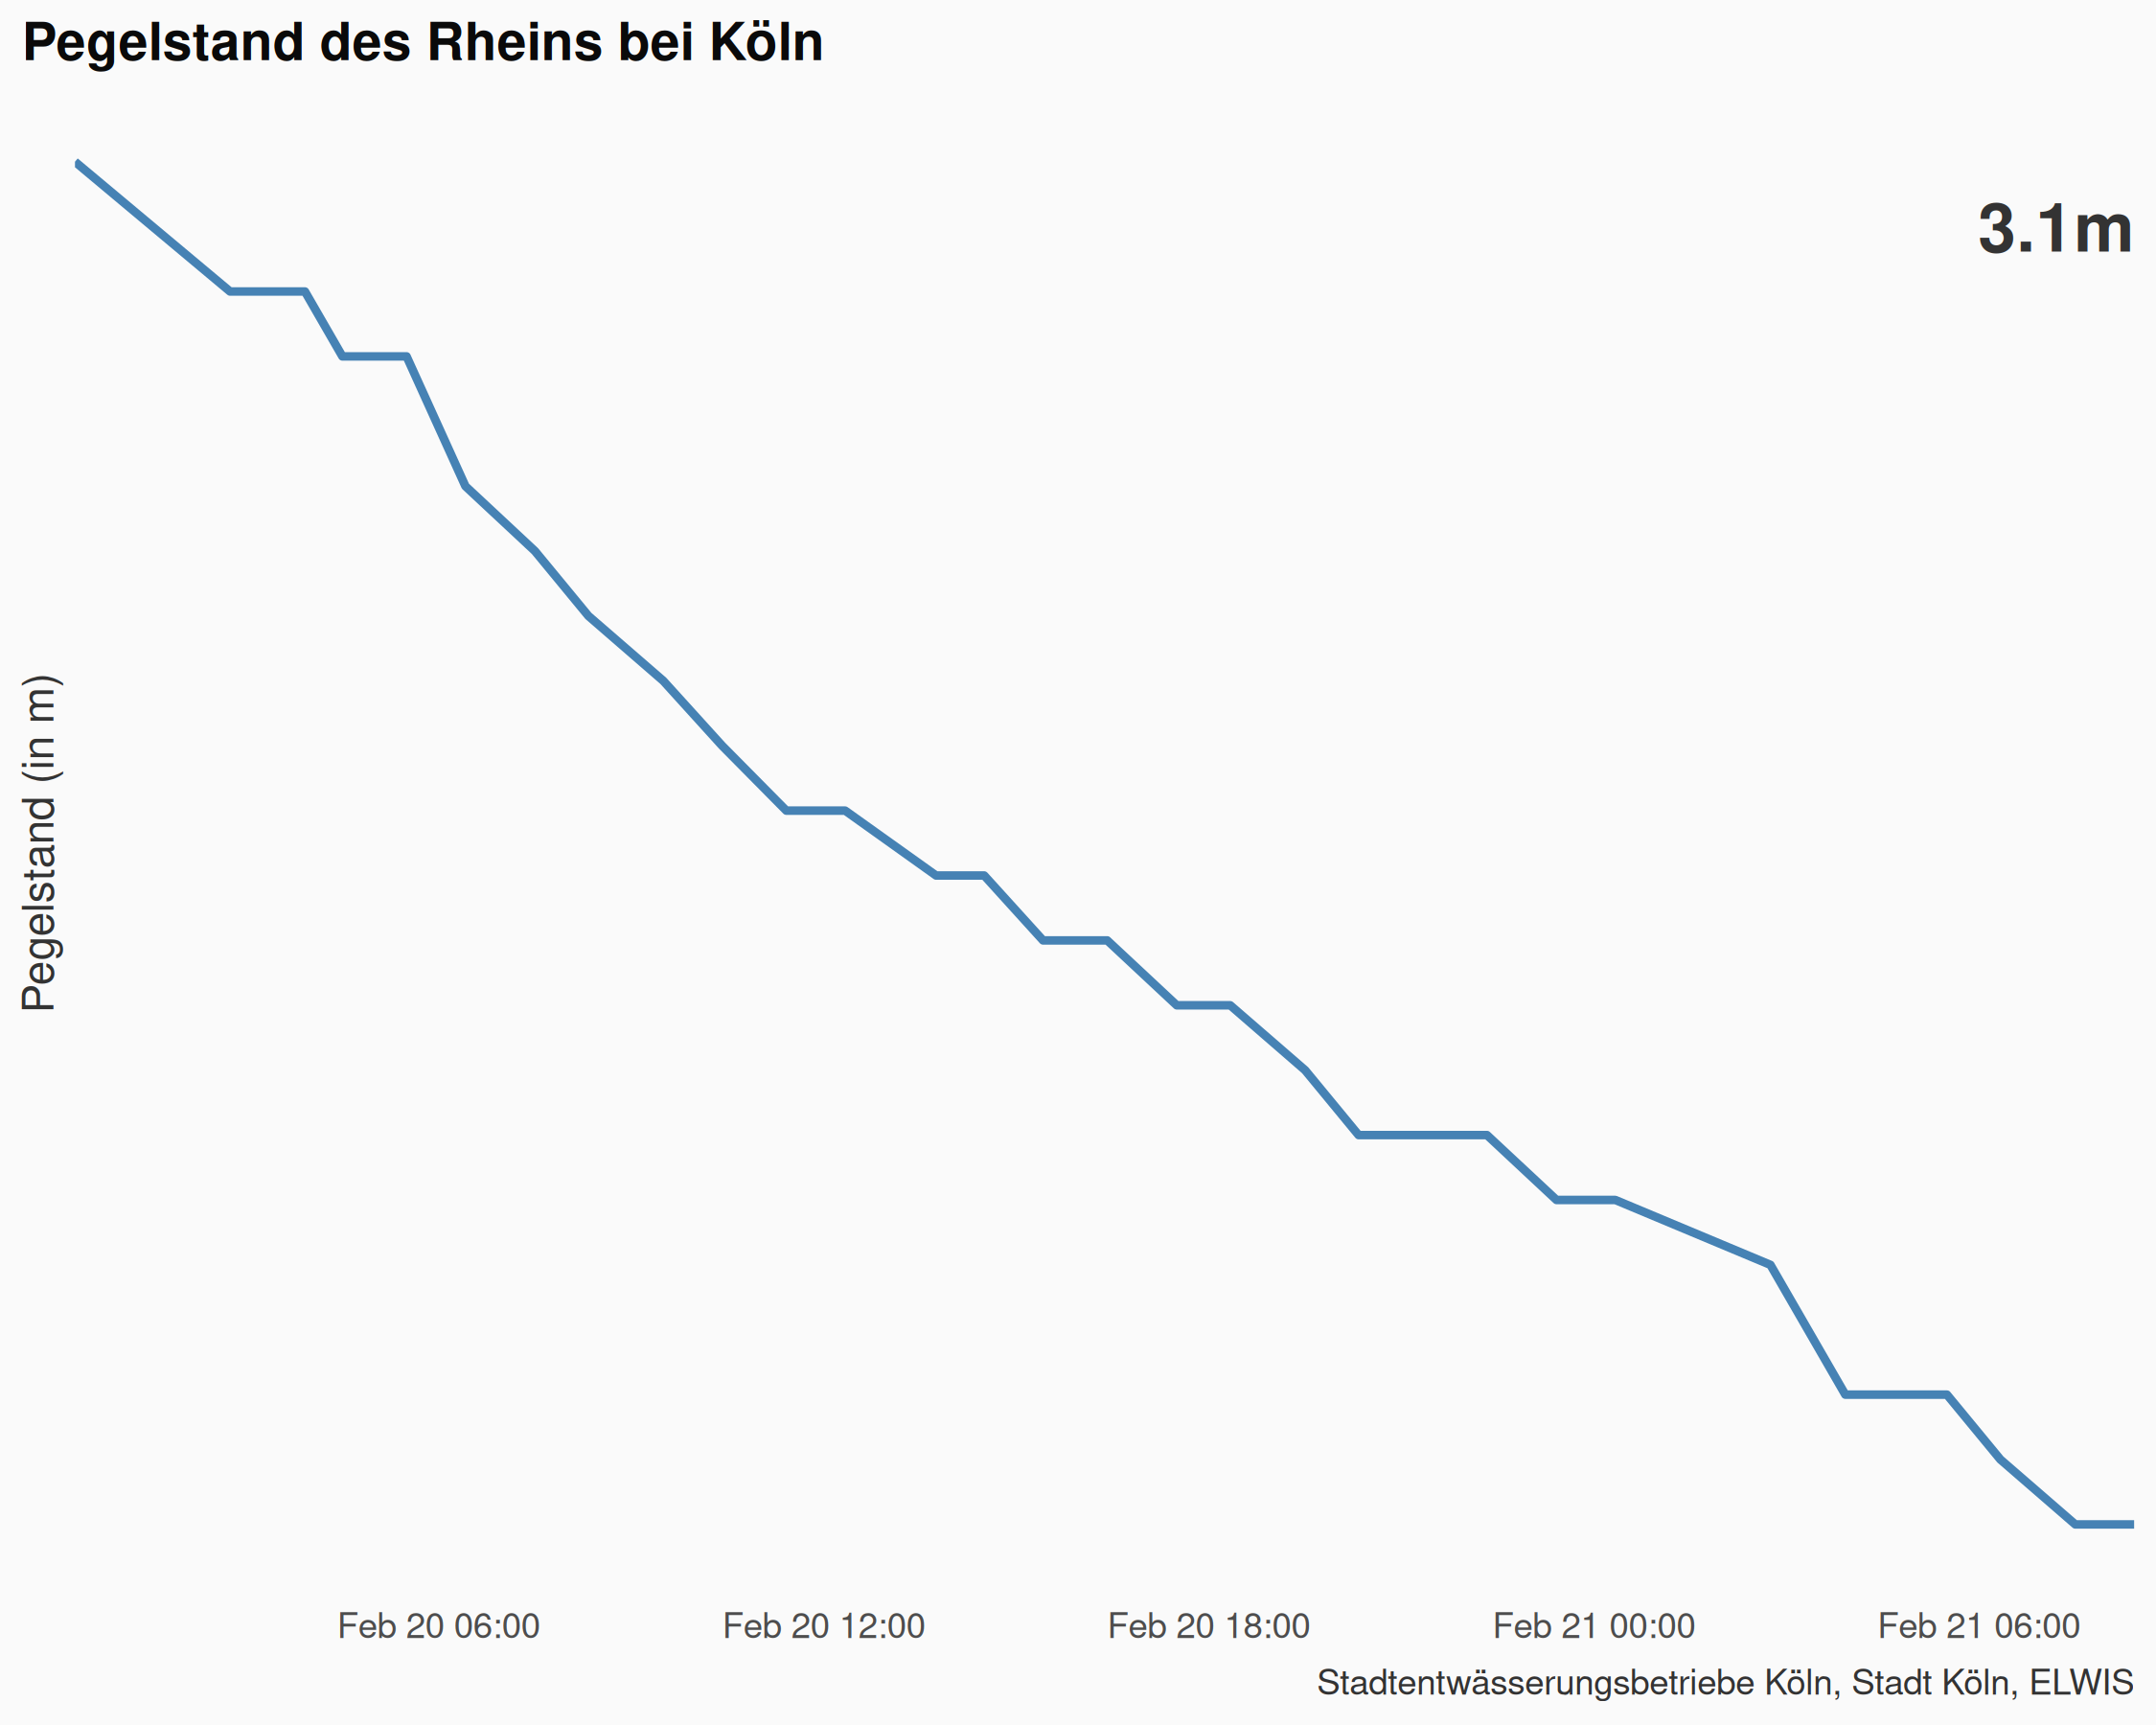 Pegelstand des Rheins bei Köln
3.1m
Pegelstand (in m)
Feb 20 06:00
Feb 20 12:00
Feb 20 18:00
Feb 21 00:00
Feb 21 06:00
Stadtentwässerungsbetriebe Köln, Stadt Köln, ELWIS